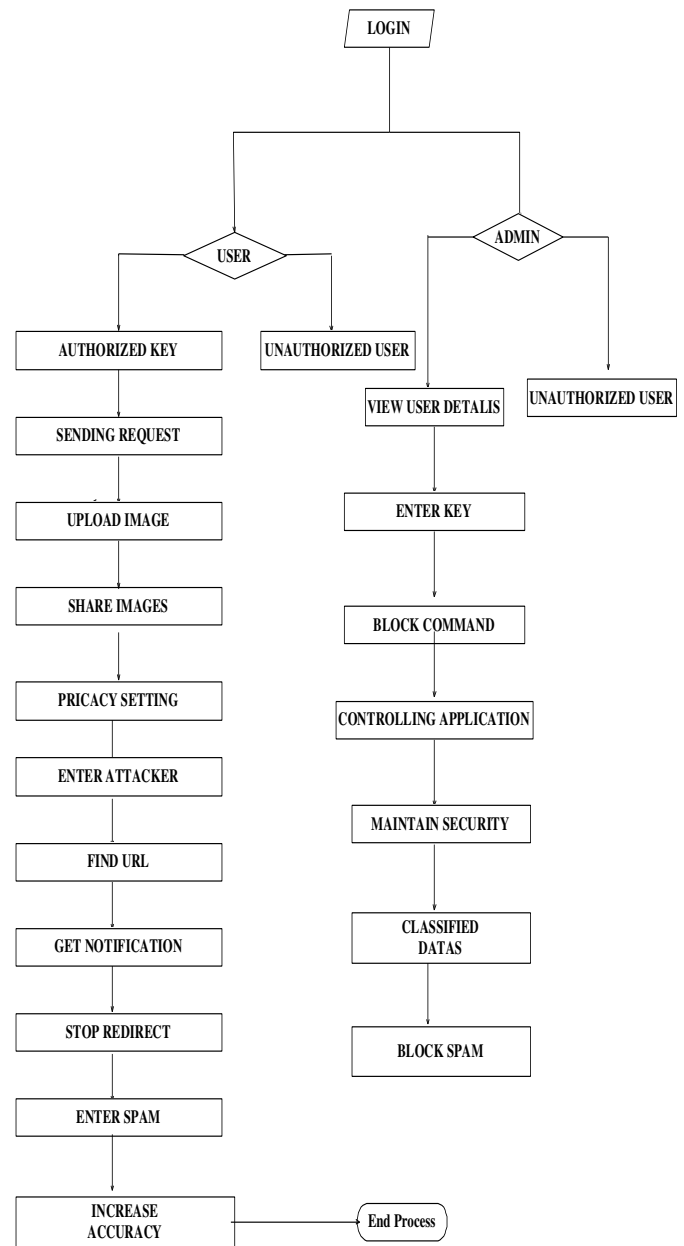 LOGIN
USER
ADMIN
AUTHORIZED KEY
UNAUTHORIZED USER
VIEW USER DETALIS
UNAUTHORIZED USER
SENDING REQUEST
UPLOAD IMAGE
ENTER KEY
SHARE IMAGES
BLOCK COMMAND
PRICACY SETTING
CONTROLLING APPLICATION
ENTER ATTACKER
MAINTAIN SECURITY
FIND URL
GET NOTIFICATION
CLASSIFIED
DATAS
STOP REDIRECT
BLOCK SPAM
ENTER SPAM
INCREASE
ACCURACY
End Process